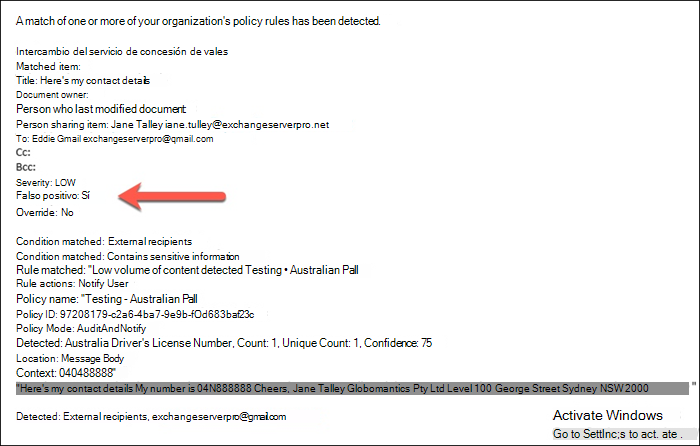 A match of one or more of your organization's policy rules has been detected.
Intercambio del servicio de concesión de vales
Matched item:
Title: Here's my contact details
Document owner:
Person who last modified document:
Person sharing item: Jane Talley iane.tulley@exchangeserverpro.net
To: Eddie Gmail exchangeserverpro@qmail.com
Cc:
Bcc:
Severity: LOW
Falso positivo: Sí
Override: No
Condition matched: External recipients
Condition matched: Contains sensitive information
Rule matched: "Low volume of content detected Testing • Australian Pall
Rule actions: Notify User
Policy name: "Testing - Australian Pall
Policy ID: 97208179-c2a6-4ba7-9e9b-fOd683baf23c
Policy Mode: AuditAndNotify
Detected: Australia Driver's License Number, Count: 1, Unique Count: 1, Confidence: 75
Location: Message Body
Context: 040488888"
"Here's my contact details My number is 04N888888 Cheers, Jane Talley Globomantics Pty Ltd Level 100 George Street Sydney NSW 2000 "
Detected: External recipients, exchangeserverpro@gmail.com
Activate Windows
Go to SettInc;s to act. ate .